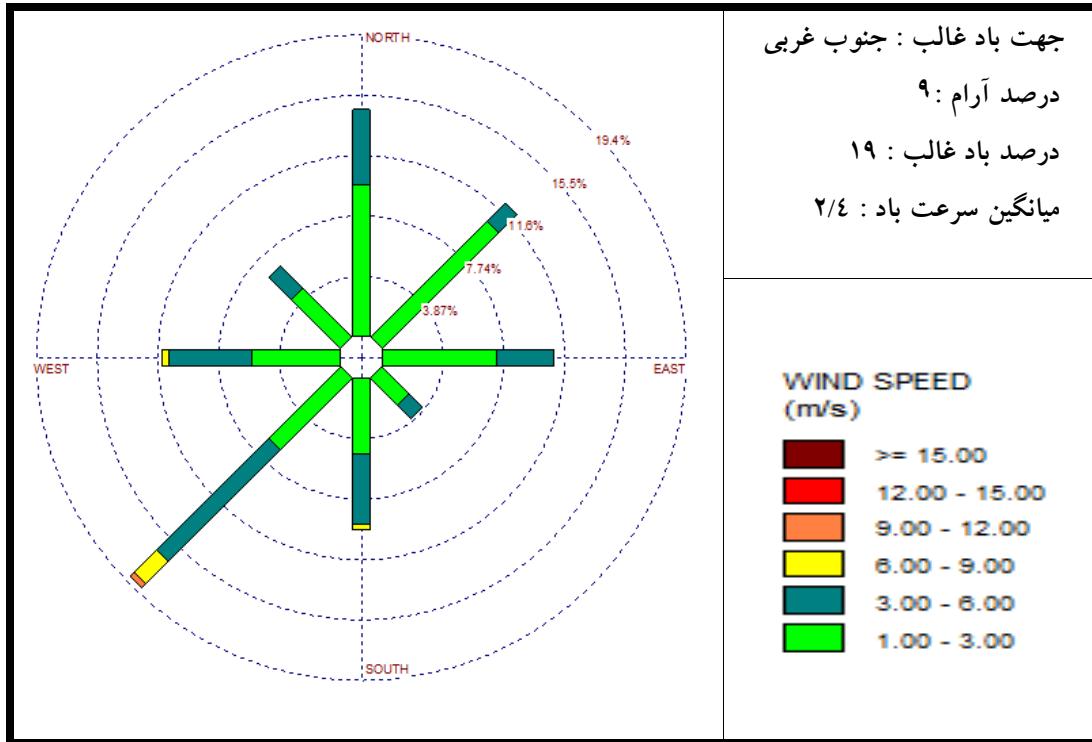 NORTH
19.4%
15.5%
11.6%
7.74%
3.87%
WEST
EAST
SOUTH
جهت باد غالب : جنوب غربی
درصد آرام :۹
درصد باد غالب : ۱۹
میانگین سرعت باد : ۲/٤
WIND SPEED
(m/s)
>= 15.00
12.00 - 15.00
9.00 - 12.00
6.00 - 9.00
3.00 - 6.00
1.00 - 3.00